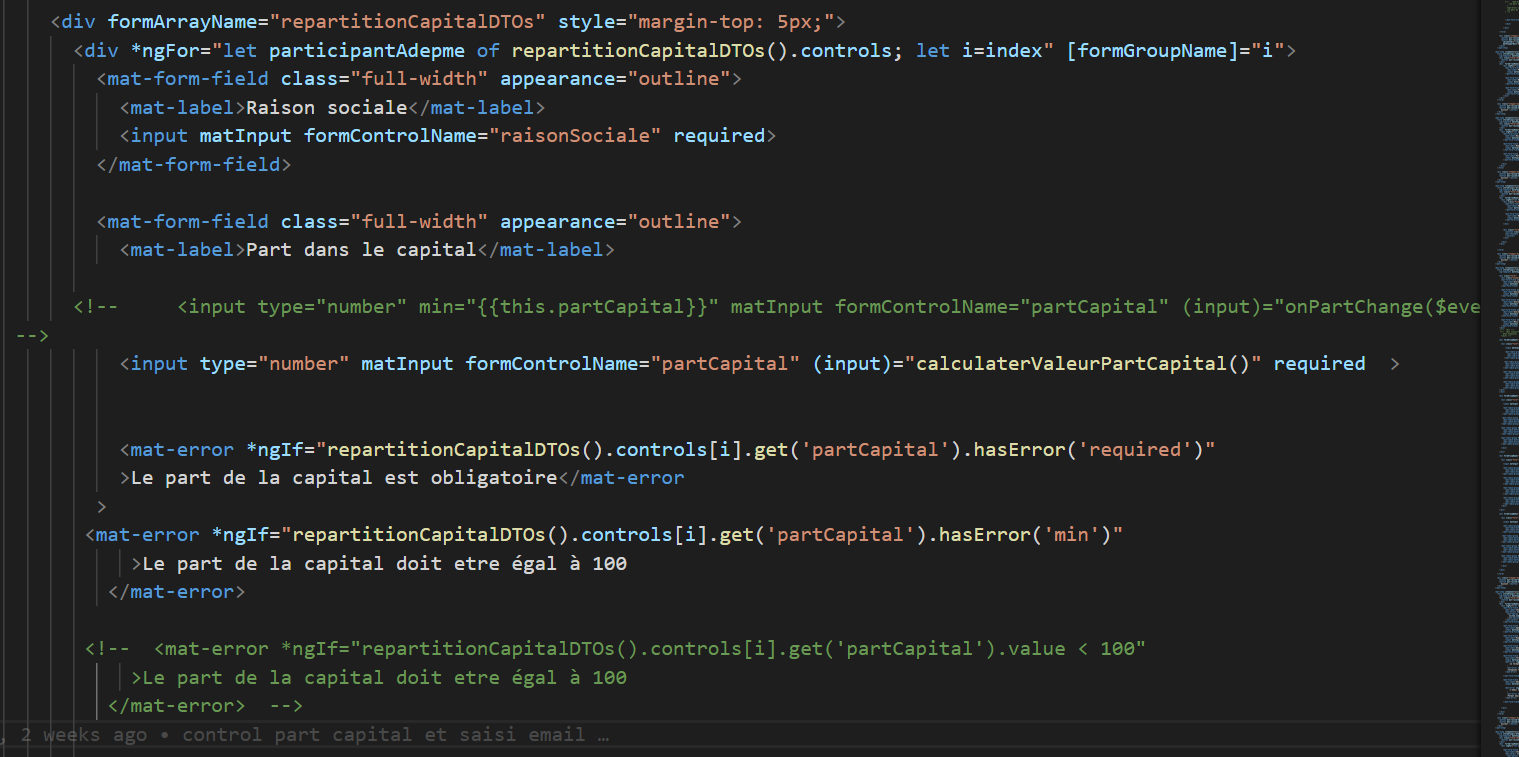 <div formArrayName="repartitionCapitalDTOs" style="margin-top: 5px;">
<div *ngFor="let participantAdepme of repartitionCapitalDTOs().controls; let i=index" [formGroupName]="i">
<mat-form-field class="full-width" appearance="outline">
<mat-label>Raison sociale</mat-label>
<input matInput formControlName="raisonSociale" required>
</mat-form-field>
<mat-form-field class="full-width" appearance="outline">
<mat-label>Part dans le capital</mat-label>
<!--     <input type="number" min="{{this.partCapital}}" matInput formControlName="partCapital" (input)="onPartChange($eve
-->
<input type="number" matInput formControlName="partCapital" (input)="calculaterValeurPartCapital()" required  >
<mat-error *ngIf="repartitionCapitalDTOs().controls[i].get('partCapital').hasError('required')"
>Le part de la capital est obligatoire</mat-error
>
<mat-error *ngIf="repartitionCapitalDTOs().controls[i].get('partCapital').hasError('min')"
>Le part de la capital doit etre égal à 100
</mat-error>
<!--  <mat-error *ngIf="repartitionCapitalDTOs().controls[i].get('partCapital').value < 100"
>Le part de la capital doit etre égal à 100
</mat-error>  -->
, 2 weeks ago • control part capital et saisi email …